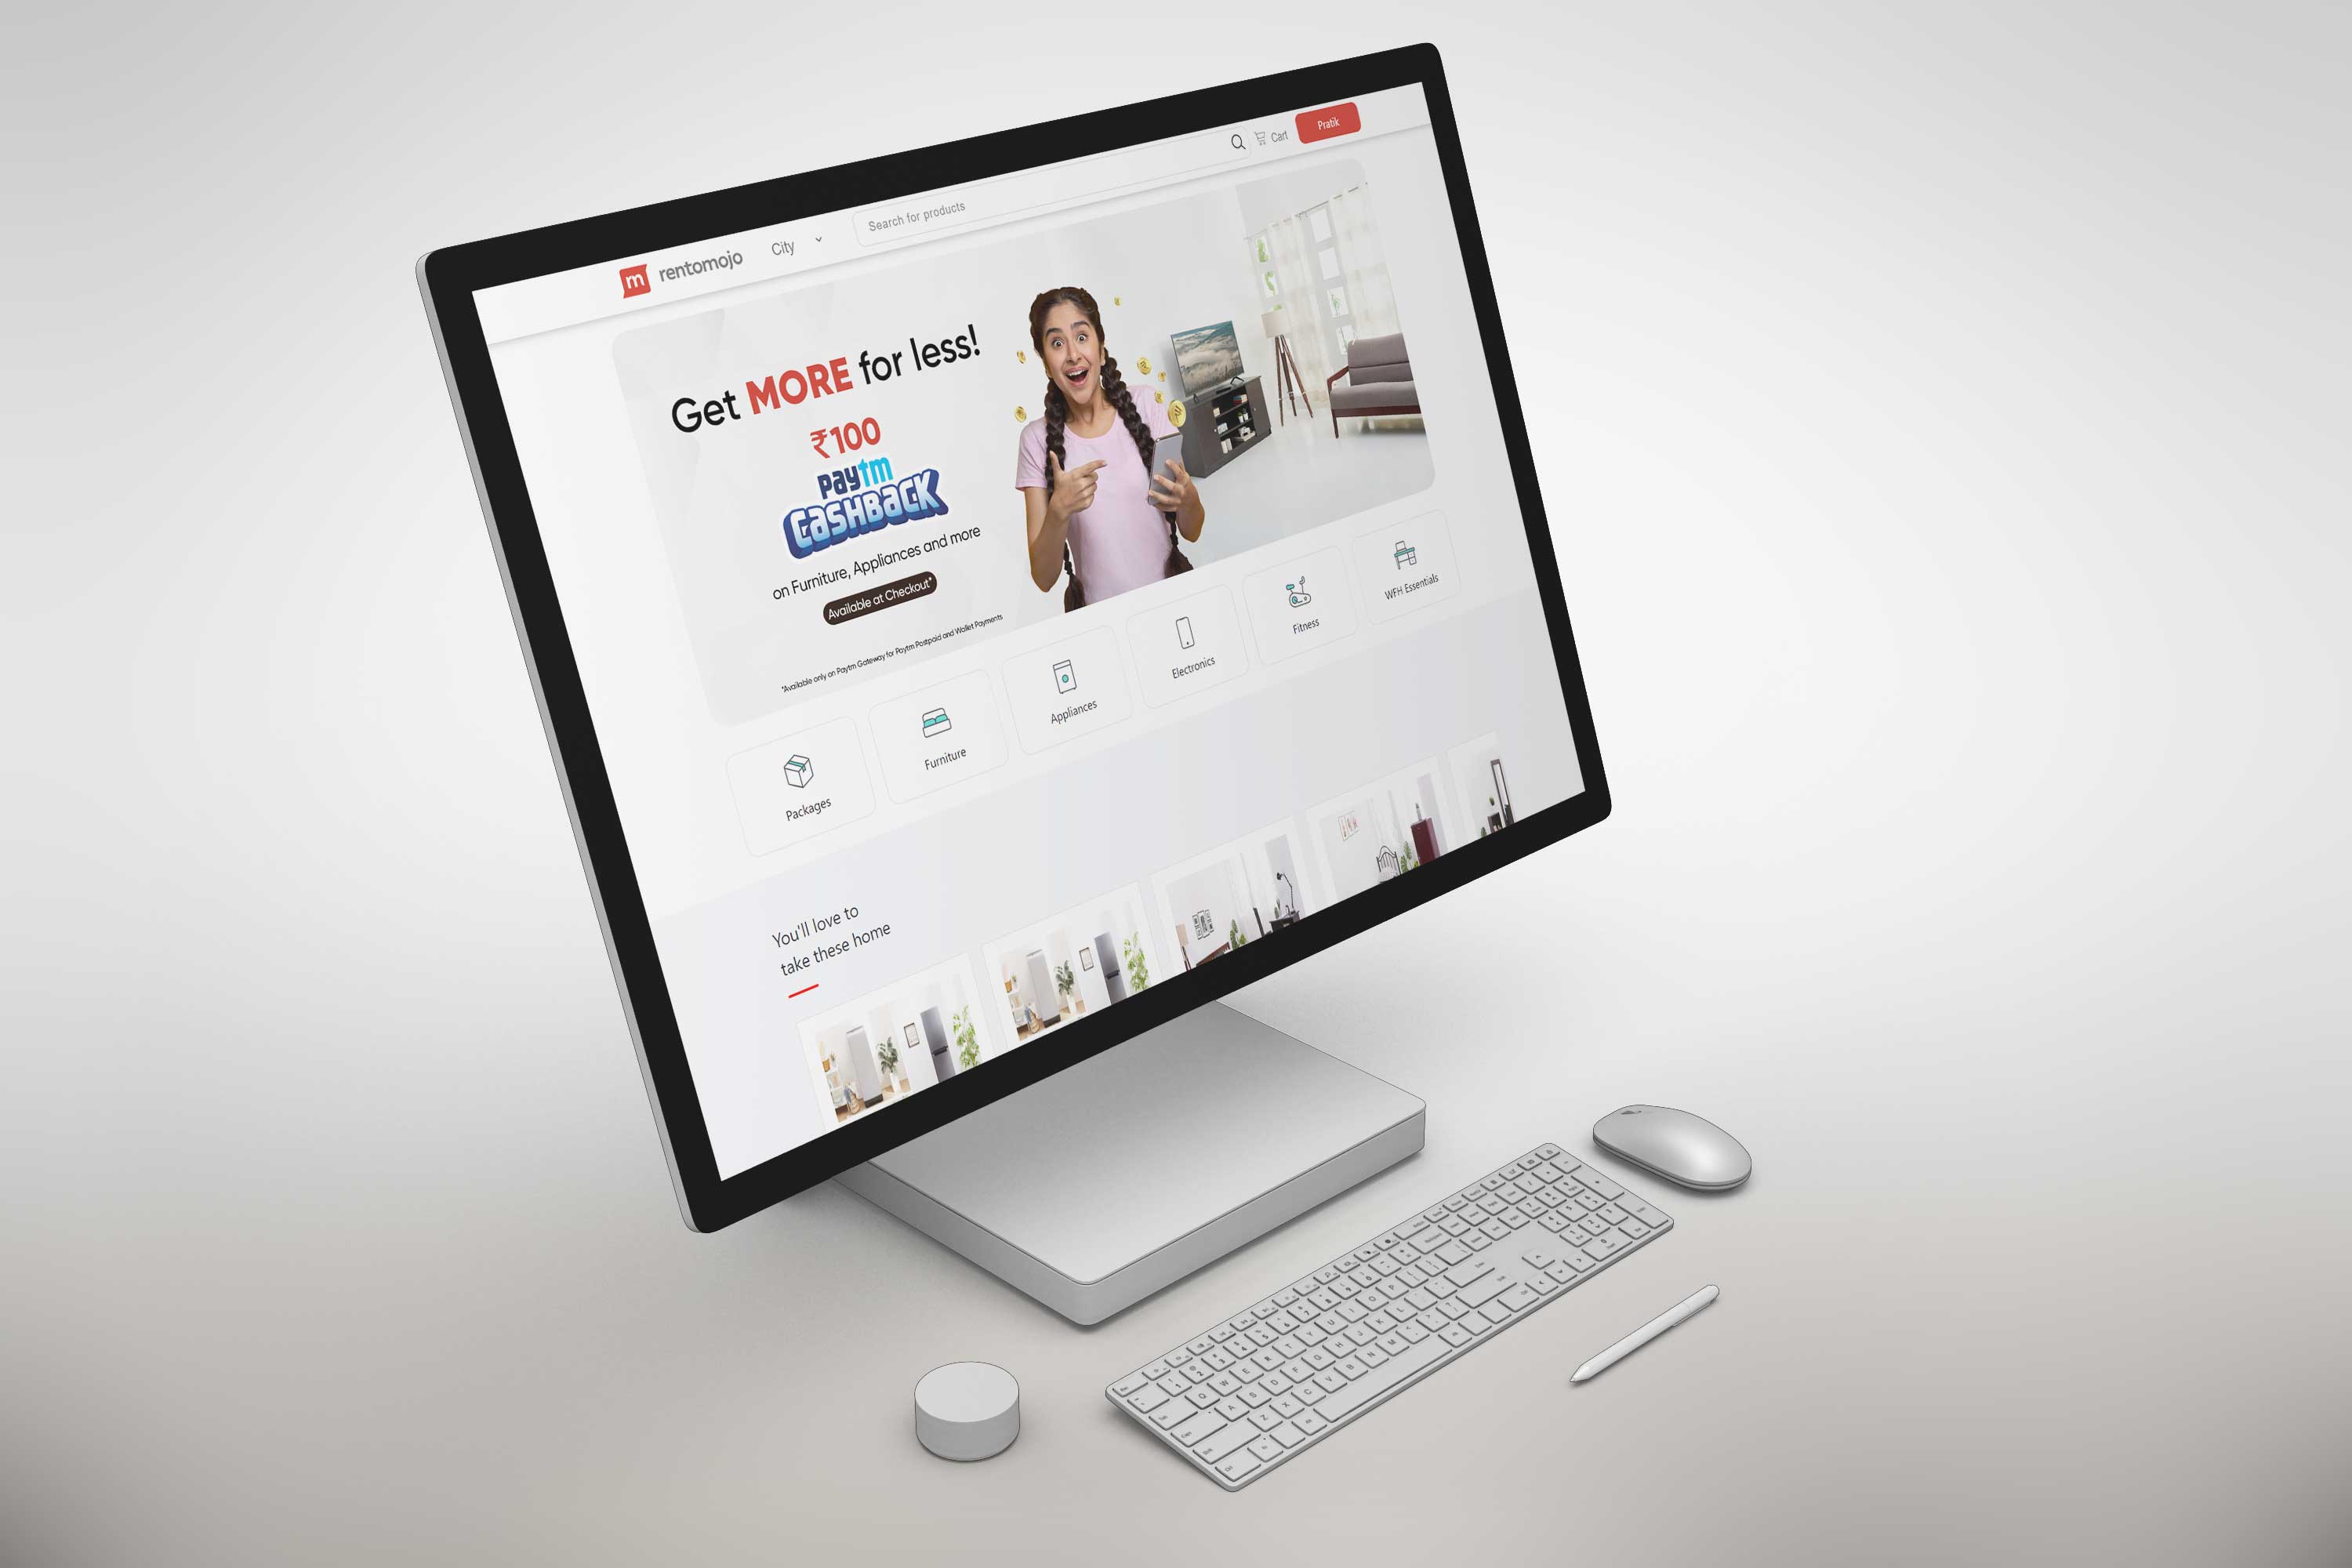 m rentomojo City Search for products Cart Pratik
Get MORE for less!
₹100
paytm
CASHBACK
on Furniture, Appliances and more
Available at Checkout*
*Available only on Paytm Gateway for Paytm Postpaid and Wallet Payments
Packages Furniture Appliances Electronics Fitness WFH Essentials
You'll love to
take these home